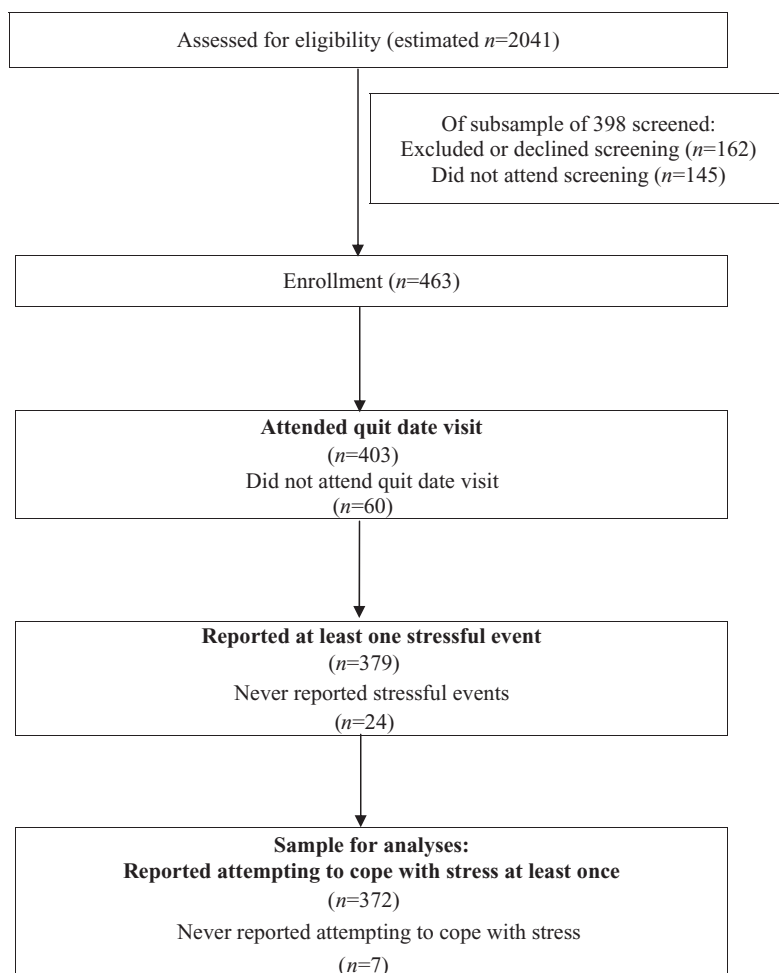 Assessed for eligibility (estimated n=2041)
Of subsample of 398 screened:
Excluded or declined screening (n=162)
Did not attend screening (n=145)
Enrollment (n=463)
Attended quit date visit
(n=403)
Did not attend quit date visit
(n=60)
Reported at least one stressful event
(n=379)
Never reported stressful events
(n=24)
Sample for analyses:
Reported attempting to cope with stress at least once
(n=372)
Never reported attempting to cope with stress
(n=7)